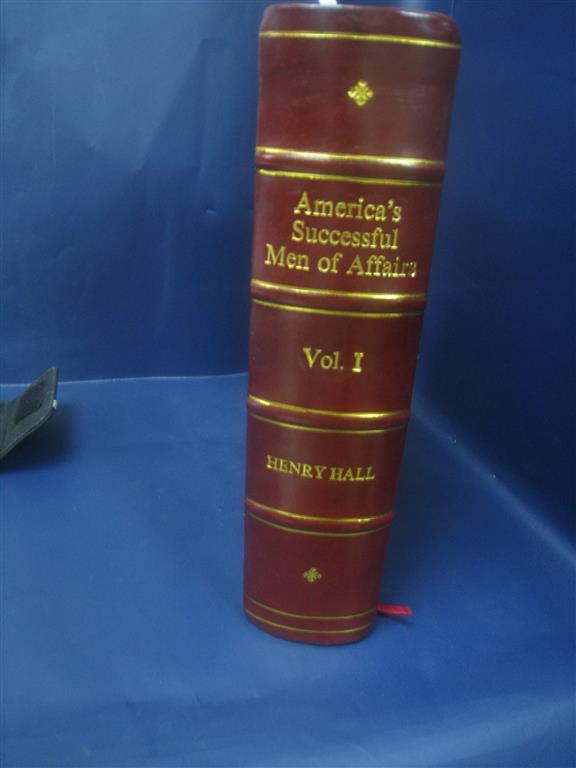 America's
Successful
Men of Affairs
Vol. I
HENRY HALL